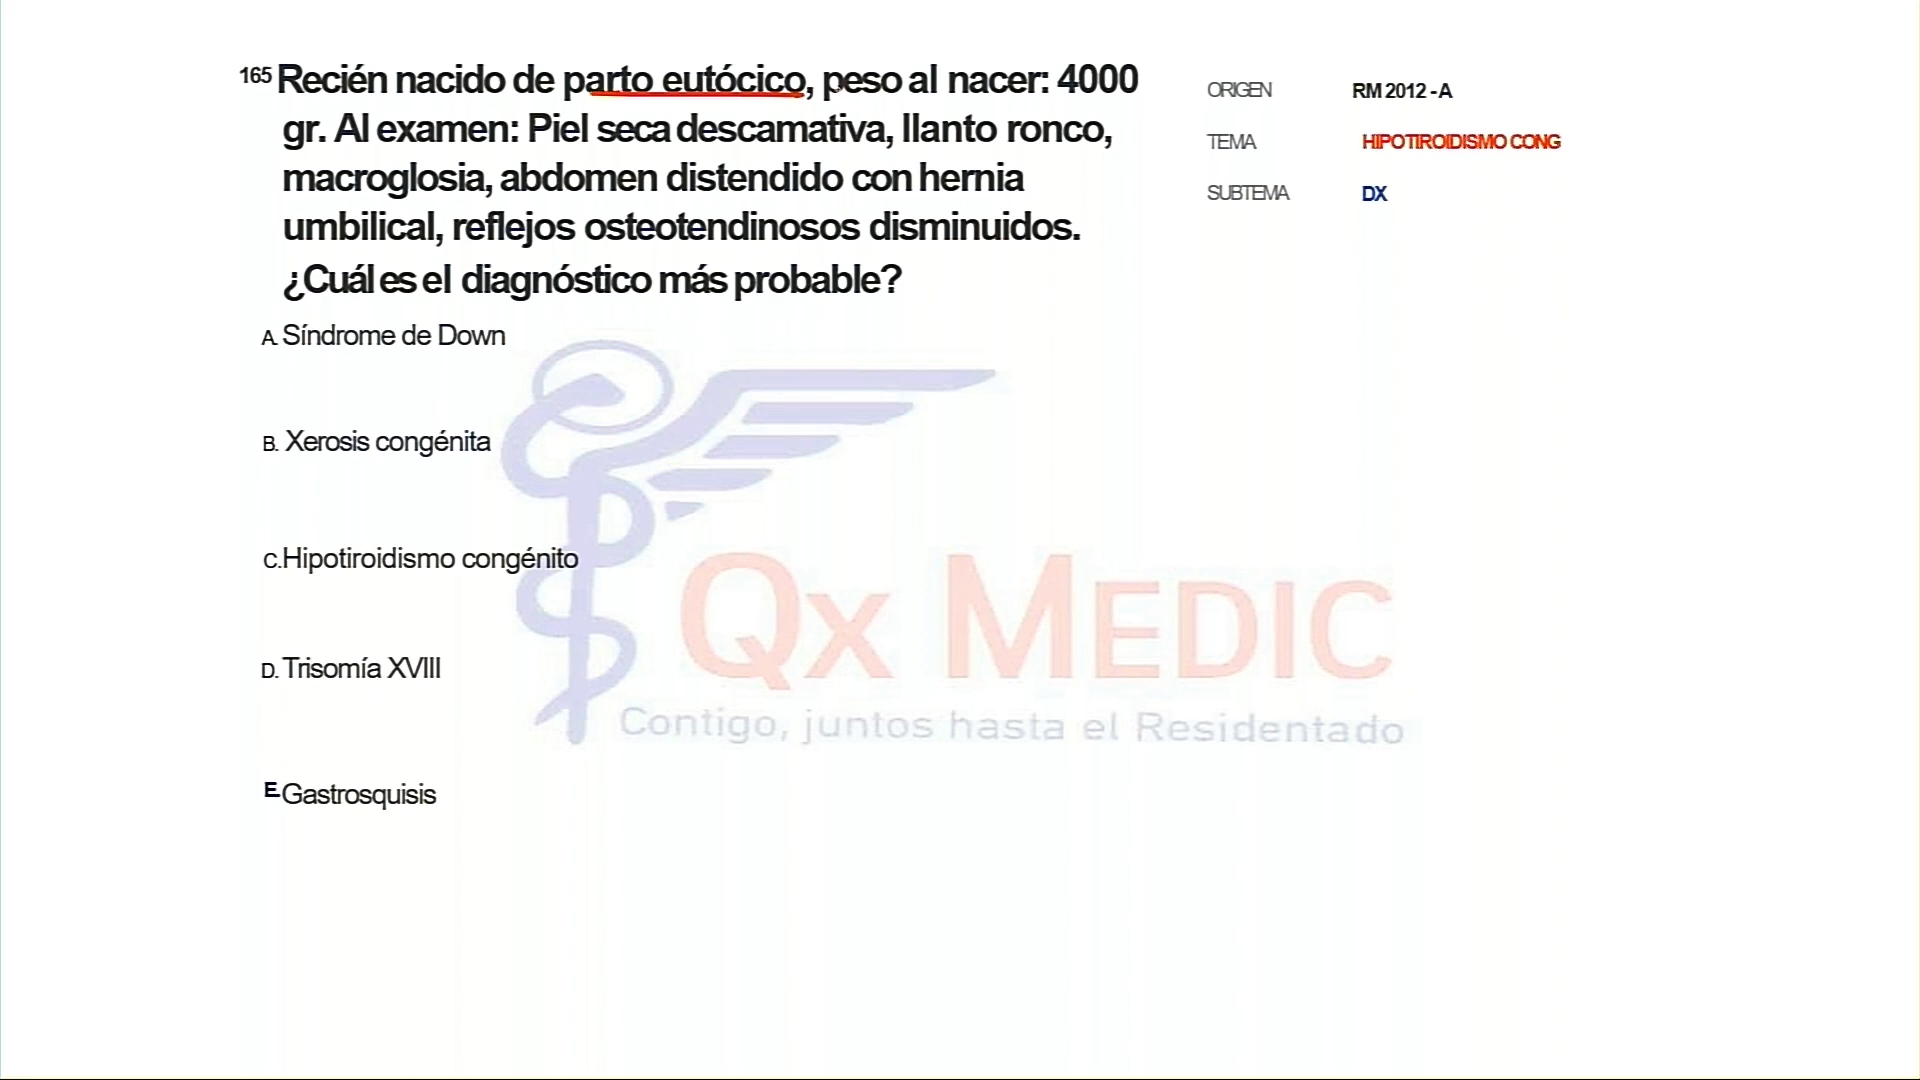 165 Recién nacido de parto eutócico, peso al nacer: 4000
gr. Al examen: Piel seca descamativa, llanto ronco,
macroglosia, abdomen distendido con hernia
umbilical, reflejos osteotendinosos disminuidos.
¿Cuál es el diagnóstico más probable?
A. Síndrome de Down
B. Xerosis congénita
C. Hipotiroidismo congénito
D. Trisomía XVIII
E. Gastrosquisis
ORIGEN RM 2012 - A
TEMA HIPOTIROIDISMO CONG
SUBTEMA DX
Qx MEDIC
Contigo, juntos hasta el Residentado